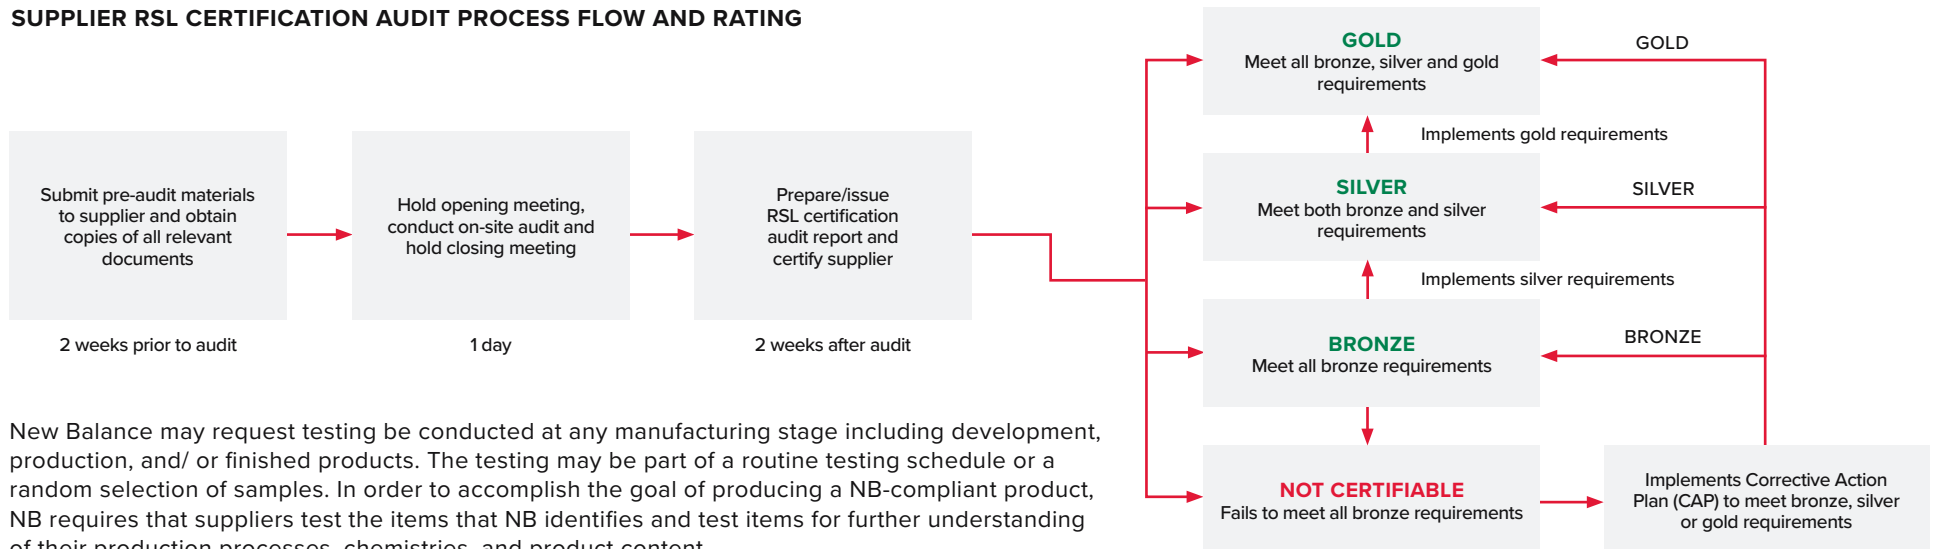 SUPPLIER RSL CERTIFICATION AUDIT PROCESS FLOW AND RATING
Submit pre-audit materials
to supplier and obtain
copies of all relevant
documents
2 weeks prior to audit
Hold opening meeting,
conduct on-site audit and
hold closing meeting
1 day
Prepare/issue
RSL certification
audit report and
certify supplier
2 weeks after audit
GOLD
Meet all bronze, silver and gold
requirements
GOLD
Implements gold requirements
SILVER
Meet both bronze and silver
requirements
SILVER
Implements silver requirements
BRONZE
Meet all bronze requirements
BRONZE
NOT CERTIFIABLE
Fails to meet all bronze requirements
Implements Corrective Action
Plan (CAP) to meet bronze, silver
or gold requirements
New Balance may request testing be conducted at any manufacturing stage including development,
production, and/ or finished products. The testing may be part of a routine testing schedule or a
random selection of samples. In order to accomplish the goal of producing a NB-compliant product,
NB requires that suppliers test the items that NB identifies and test items for further understanding
of their production processes, chemistries, and product content.